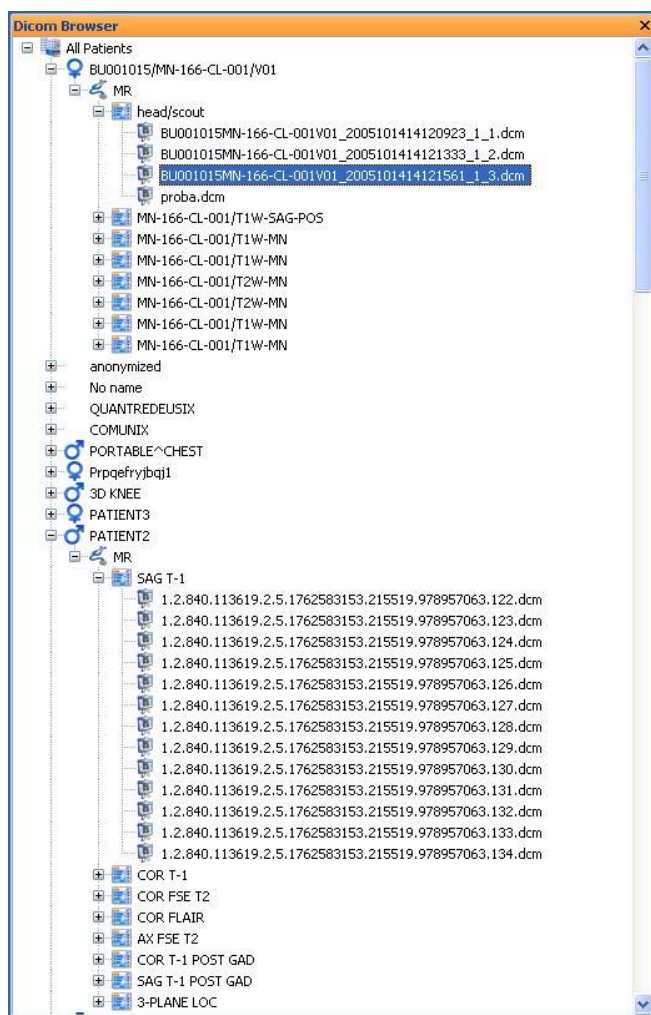 Dicom Browser
All Patients
BU001015/MN-166-CL-001/V01
MR
head/scout
BU001015MN-166-CL-001V01_2005101414120923_1_1.dcm
BU001015MN-166-CL-001V01_2005101414121333_1_2.dcm
BU001015MN-166-CL-001V01_2005101414121561_1_3.dcm
proba.dcm
MN-166-CL-001/T1W-SAG-POS
MN-166-CL-001/T1W-MN
MN-166-CL-001/T1W-MN
MN-166-CL-001/T2W-MN
MN-166-CL-001/T2W-MN
MN-166-CL-001/T1W-MN
MN-166-CL-001/T1W-MN
anonymized
No name
QUANTREDEUSIX
COMUNIX
PORTABLE^CHEST
Prpqefryjbqj1
3D KNEE
PATIENT3
PATIENT2
MR
SAG T-1
1.2.840.113619.2.5.1762583153.215519.978957063.122.dcm
1.2.840.113619.2.5.1762583153.215519.978957063.123.dcm
1.2.840.113619.2.5.1762583153.215519.978957063.124.dcm
1.2.840.113619.2.5.1762583153.215519.978957063.125.dcm
1.2.840.113619.2.5.1762583153.215519.978957063.126.dcm
1.2.840.113619.2.5.1762583153.215519.978957063.127.dcm
1.2.840.113619.2.5.1762583153.215519.978957063.128.dcm
1.2.840.113619.2.5.1762583153.215519.978957063.129.dcm
1.2.840.113619.2.5.1762583153.215519.978957063.130.dcm
1.2.840.113619.2.5.1762583153.215519.978957063.131.dcm
1.2.840.113619.2.5.1762583153.215519.978957063.132.dcm
1.2.840.113619.2.5.1762583153.215519.978957063.133.dcm
1.2.840.113619.2.5.1762583153.215519.978957063.134.dcm
COR T-1
COR FSE T2
COR FLAIR
AX FSE T2
COR T-1 POST GAD
SAG T-1 POST GAD
3-PLANE LOC